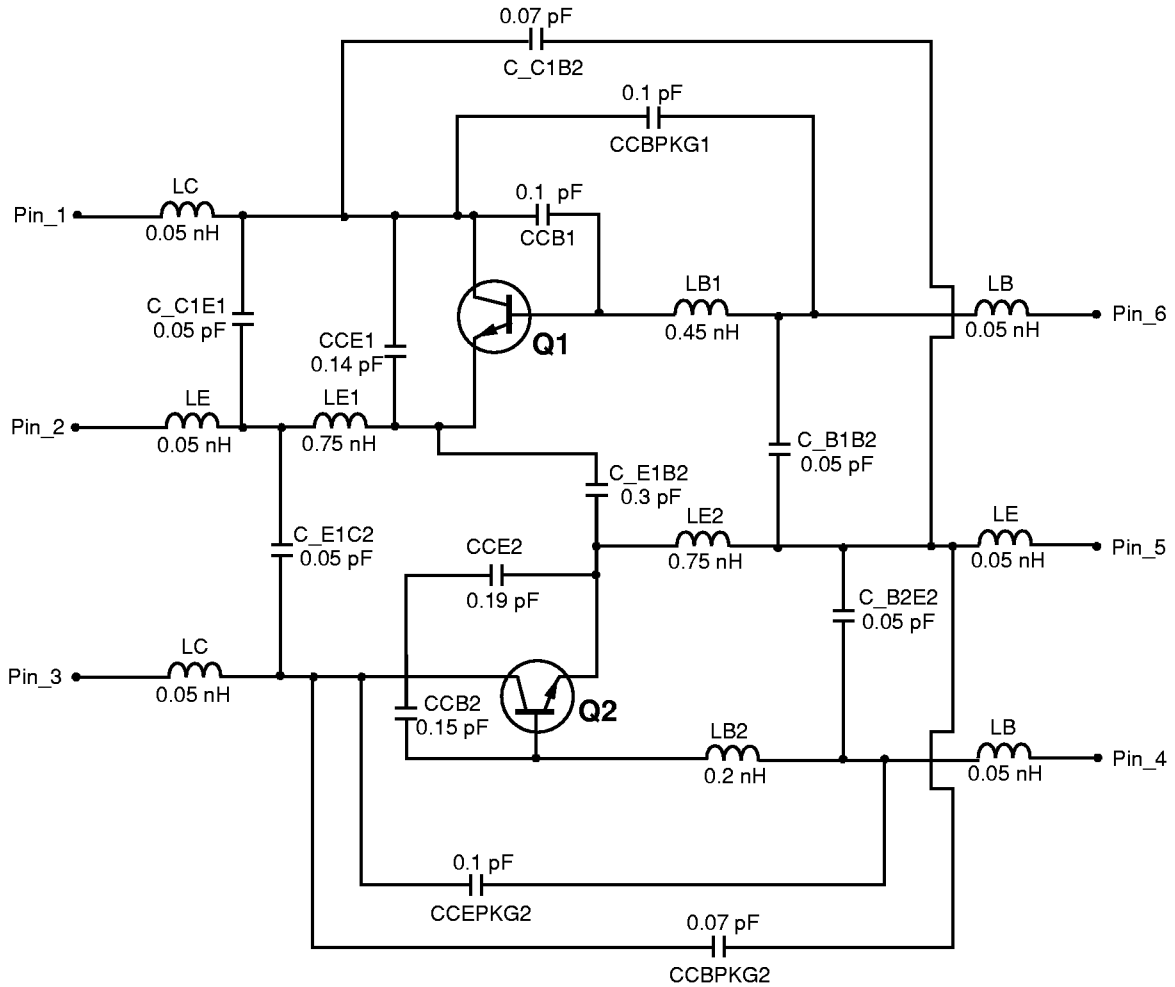 0.07 pF
C_C1B2
0.1 pF
CCBPKG1
LC
0.1 pF
Pin_1
0.05 nH
CCB1
LB1
LB
C_C1E1
0.05 pF
Pin_6
CCE1
0.14 pF
Q1
0.45 nH
0.05 nH
LE
LE1
Pin_2
0.05 nH
0.75 nH
C_B1B2
0.05 pF
C_E1B2
0.3 pF
LE2
LE
C_E1C2
0.05 pF
CCE2
0.75 nH
0.05 nH
Pin_5
0.19 pF
C_B2E2
0.05 pF
LC
Pin_3
0.05 nH
CCB2
0.15 pF
Q2
LB2
LB
0.2 nH
0.05 nH
Pin_4
0.1 pF
CCEPKG2
0.07 pF
CCBPKG2